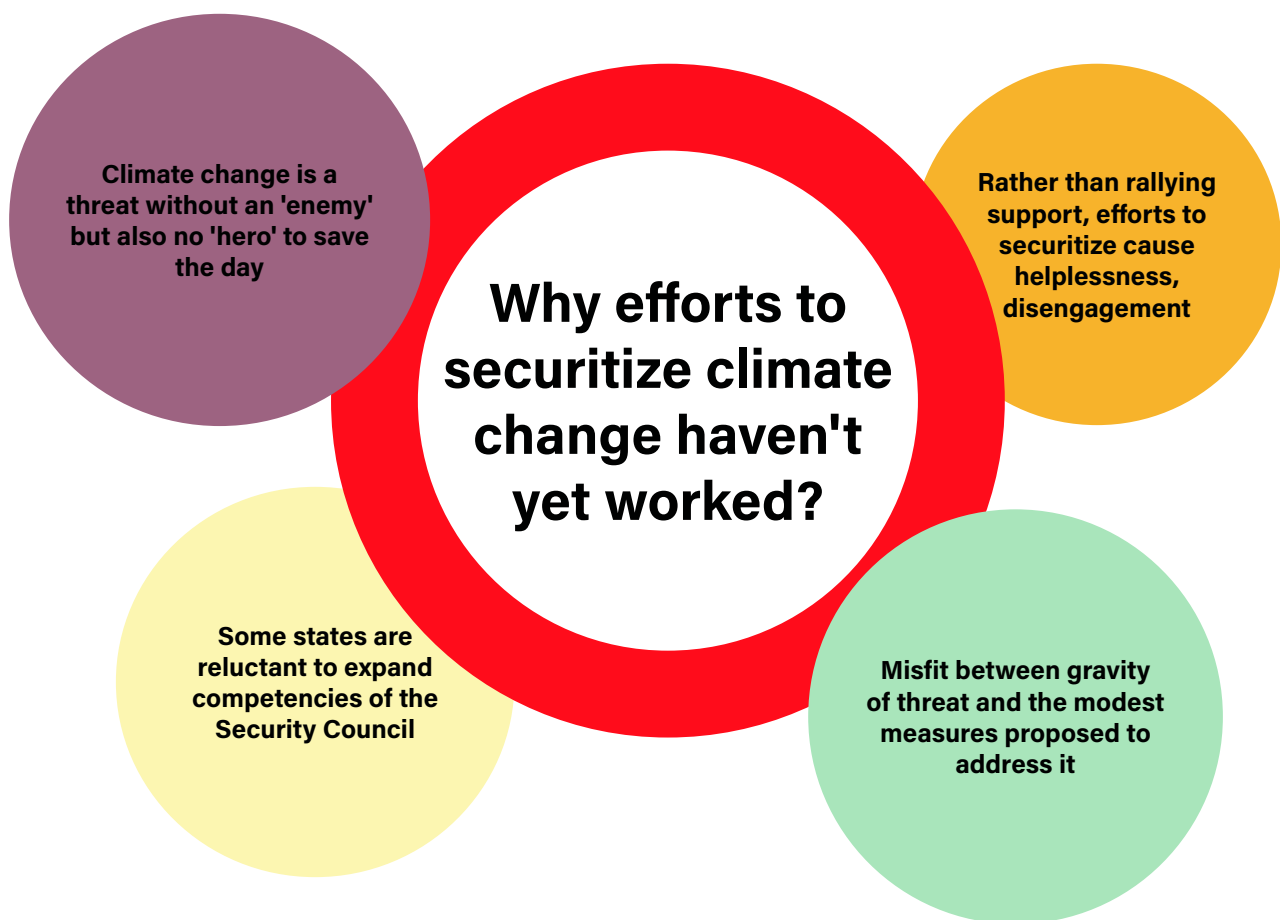 Climate change is a
threat without an 'enemy'
but also no 'hero' to save
the day
Rather than rallying
support, efforts to
securitize cause
helplessness,
disengagement
Why efforts to
securitize climate
change haven't
yet worked?
Some states are
reluctant to expand
competencies of the
Security Council
Misfit between gravity
of threat and the modest
measures proposed to
address it